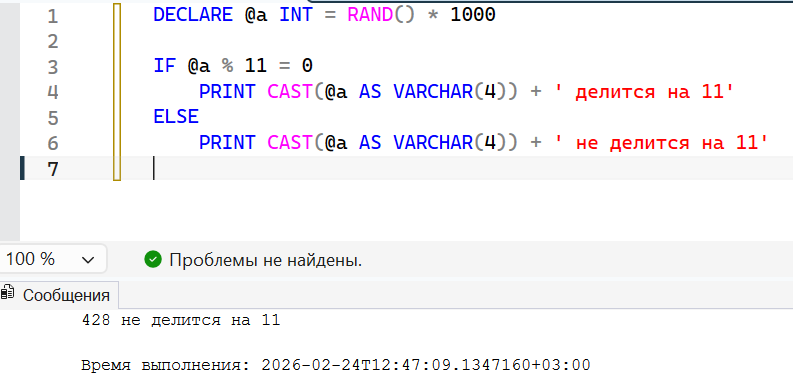 1 DECLARE @a INT = RAND() * 1000
2
3 IF @a % 11 = 0
4 PRINT CAST(@a AS VARCHAR(4)) + ' делится на 11'
5 ELSE
6 PRINT CAST(@a AS VARCHAR(4)) + ' не делится на 11'
7
100 % Проблемы не найдены.
Сообщения
428 не делится на 11
Время выполнения: 2026-02-24T12:47:09.1347160+03:00